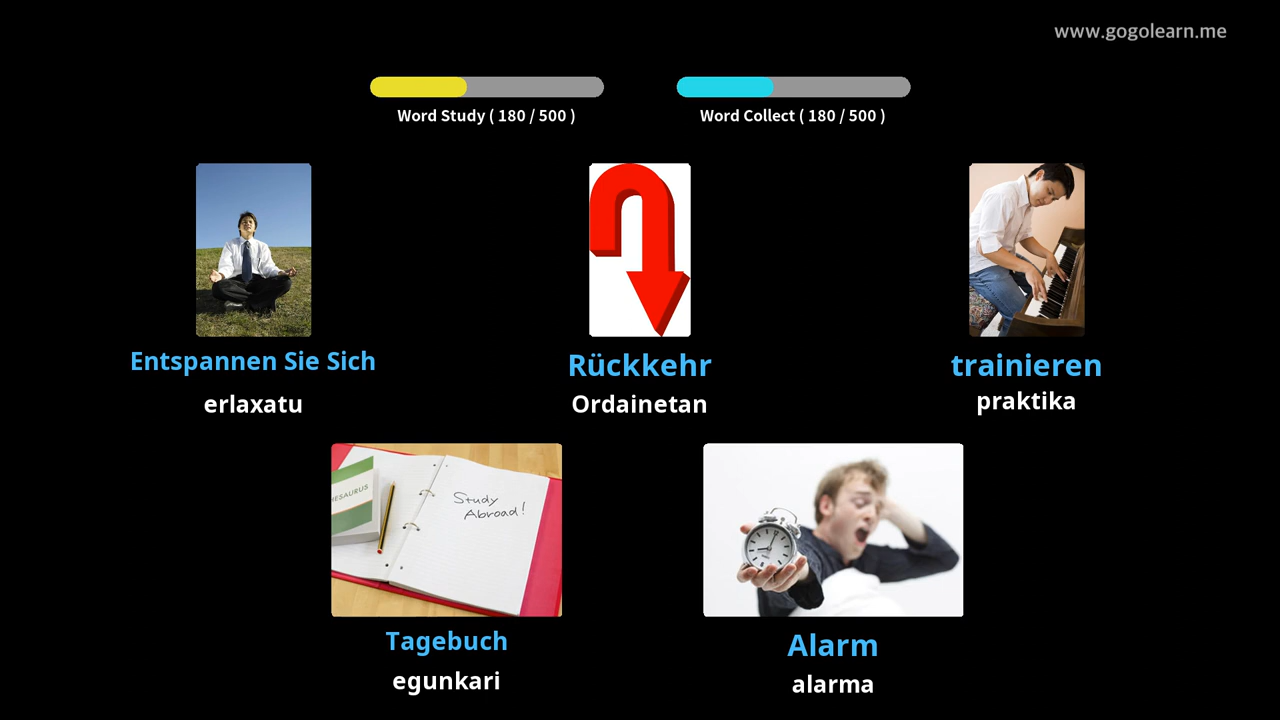 www.gogolearn.me
Word Study ( 180 / 500 )
Word Collect ( 180 / 500 )
Entspannen Sie Sich
erlaxatu
Rückkehr
Ordainetan
trainieren
praktika
ESAURUS
Study
Abroad!
Tagebuch
egunkari
Alarm
alarma